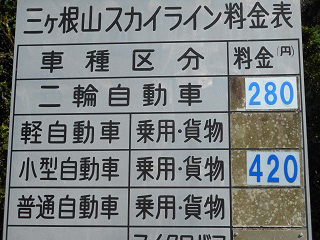 三ヶ根山スカイライン料金表
車種区分 料金(円)
二輪自動車 280
軽自動車 乗用・貨物
小型自動車 乗用・貨物 420
普通自動車 乗用・貨物